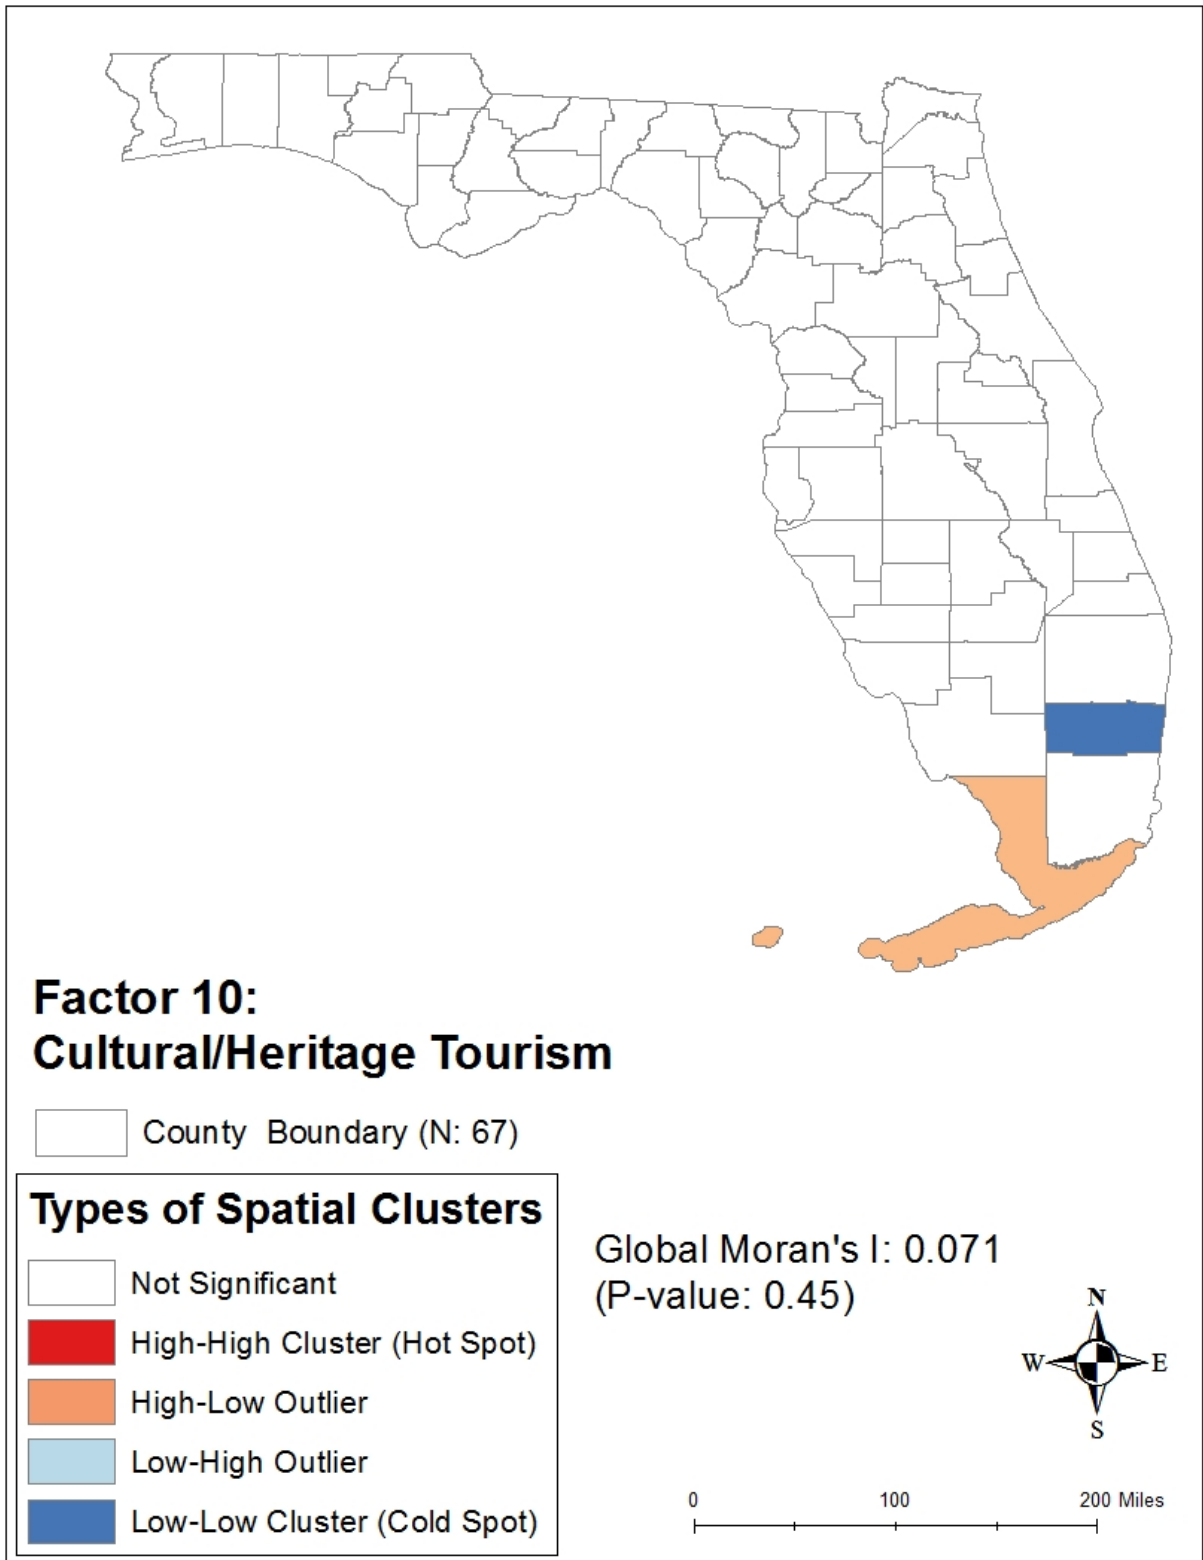 Factor 10:
Cultural/Heritage Tourism
County Boundary (N: 67)
Types of Spatial Clusters
Not Significant
High-High Cluster (Hot Spot)
High-Low Outlier
Low-High Outlier
Low-Low Cluster (Cold Spot)
Global Moran's I: 0.071
(P-value: 0.45)
N
W E
S
0 100 200 Miles